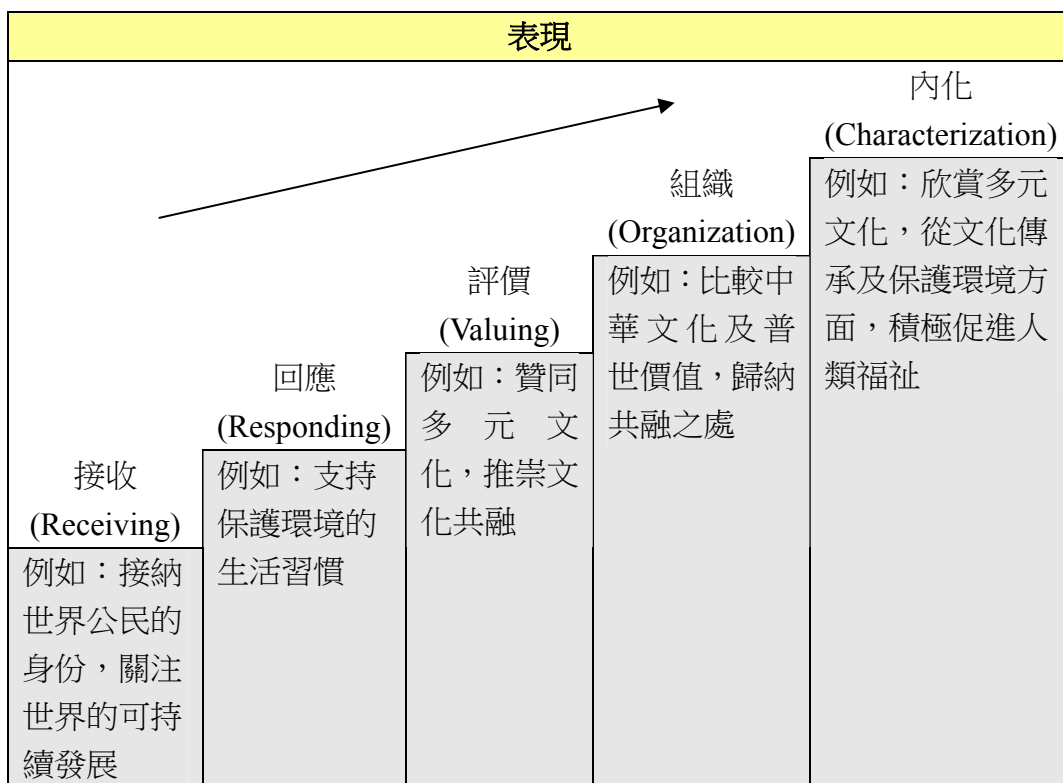 表現
接收
(Receiving)
例如：接納
世界公民的
身份，關注
世界的可持
續發展
回應
(Responding)
例如：支持
保護環境的
生活習慣
評價
(Valuing)
例如：贊同
多元文
化，推崇文
化共融
組織
(Organization)
例如：比較中
華文化及普
世價值，歸納
共融之處
內化
(Characterization)
例如：欣賞多元
文化，從文化傳
承及保護環境方
面，積極促進人
類福祉